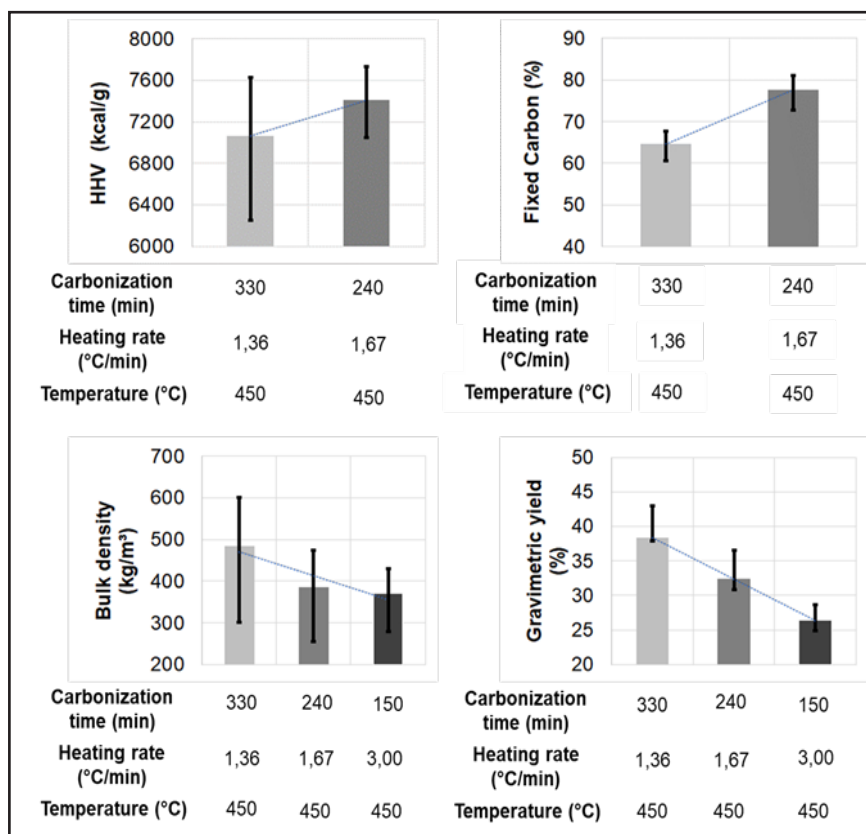 8000
7600
7200
6800
6400
6000
HHV (kcal/g)
Carbonization time (min)
330 240
Heating rate (°C/min)
1,36 1,67
Temperature (°C)
450 450
90
80
70
60
50
40
Fixed Carbon (%)
Carbonization time (min)
330 240
Heating rate (°C/min)
1,36 1,67
Temperature (°C)
450 450
700
600
500
400
300
200
Bulk density (kg/m³)
Carbonization time (min)
330 240 150
Heating rate (°C/min)
1,36 1,67 3,00
Temperature (°C)
450 450 450
50
45
40
35
30
25
20
Gravimetric yield (%)
Carbonization time (min)
330 240 150
Heating rate (°C/min)
1,36 1,67 3,00
Temperature (°C)
450 450 450